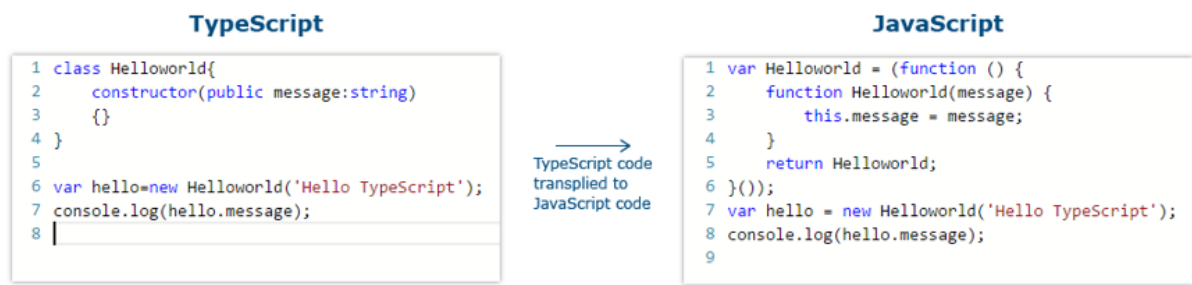 TypeScript
1 class Helloworld{
2     constructor(public message:string)
3     {}
4 }
5
6 var hello=new Helloworld('Hello TypeScript');
7 console.log(hello.message);
8
TypeScript code
transplied to
JavaScript code
JavaScript
1 var Helloworld = (function () {
2     function Helloworld(message) {
3         this.message = message;
4     }
5     return Helloworld;
6 }());
7 var hello = new Helloworld('Hello TypeScript');
8 console.log(hello.message);
9